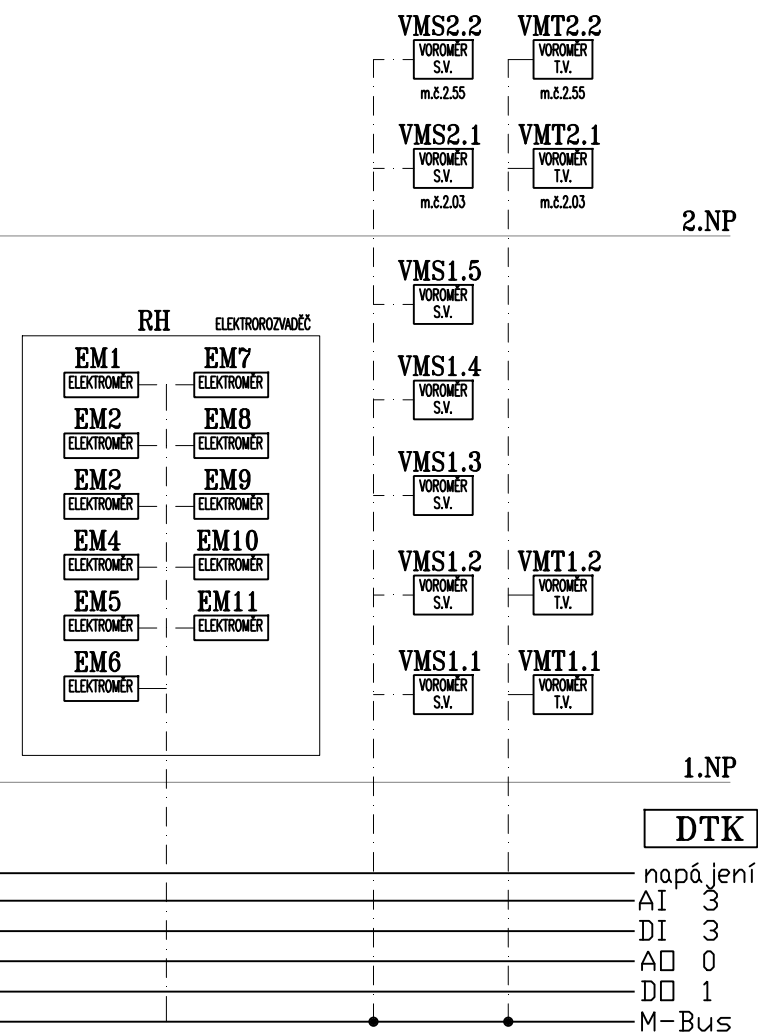 VMS2.2 VMT2.2
VOROMĚR VOROMĚR
S.V. T.V.
m.č.2.55 m.č.2.55
VMS2.1 VMT2.1
VOROMĚR VOROMĚR
S.V. T.V.
m.č.2.03 m.č.2.03
2.NP
VMS1.5
VOROMĚR
S.V.
RH ELEKTROROZVADĚČ
EM1 EM7
ELEKTROMĚR ELEKTROMĚR
VMS1.4
VOROMĚR
S.V.
EM2 EM8
ELEKTROMĚR ELEKTROMĚR
VMS1.3
VOROMĚR
S.V.
EM2 EM9
ELEKTROMĚR ELEKTROMĚR
EM4 EM10
ELEKTROMĚR ELEKTROMĚR
VMS1.2 VMT1.2
VOROMĚR VOROMĚR
S.V. T.V.
EM5 EM11
ELEKTROMĚR ELEKTROMĚR
EM6
ELEKTROMĚR
VMS1.1 VMT1.1
VOROMĚR VOROMĚR
S.V. T.V.
1.NP
DTK
napájení
AI 3
DI 3
AO 0
DO 1
M-Bus